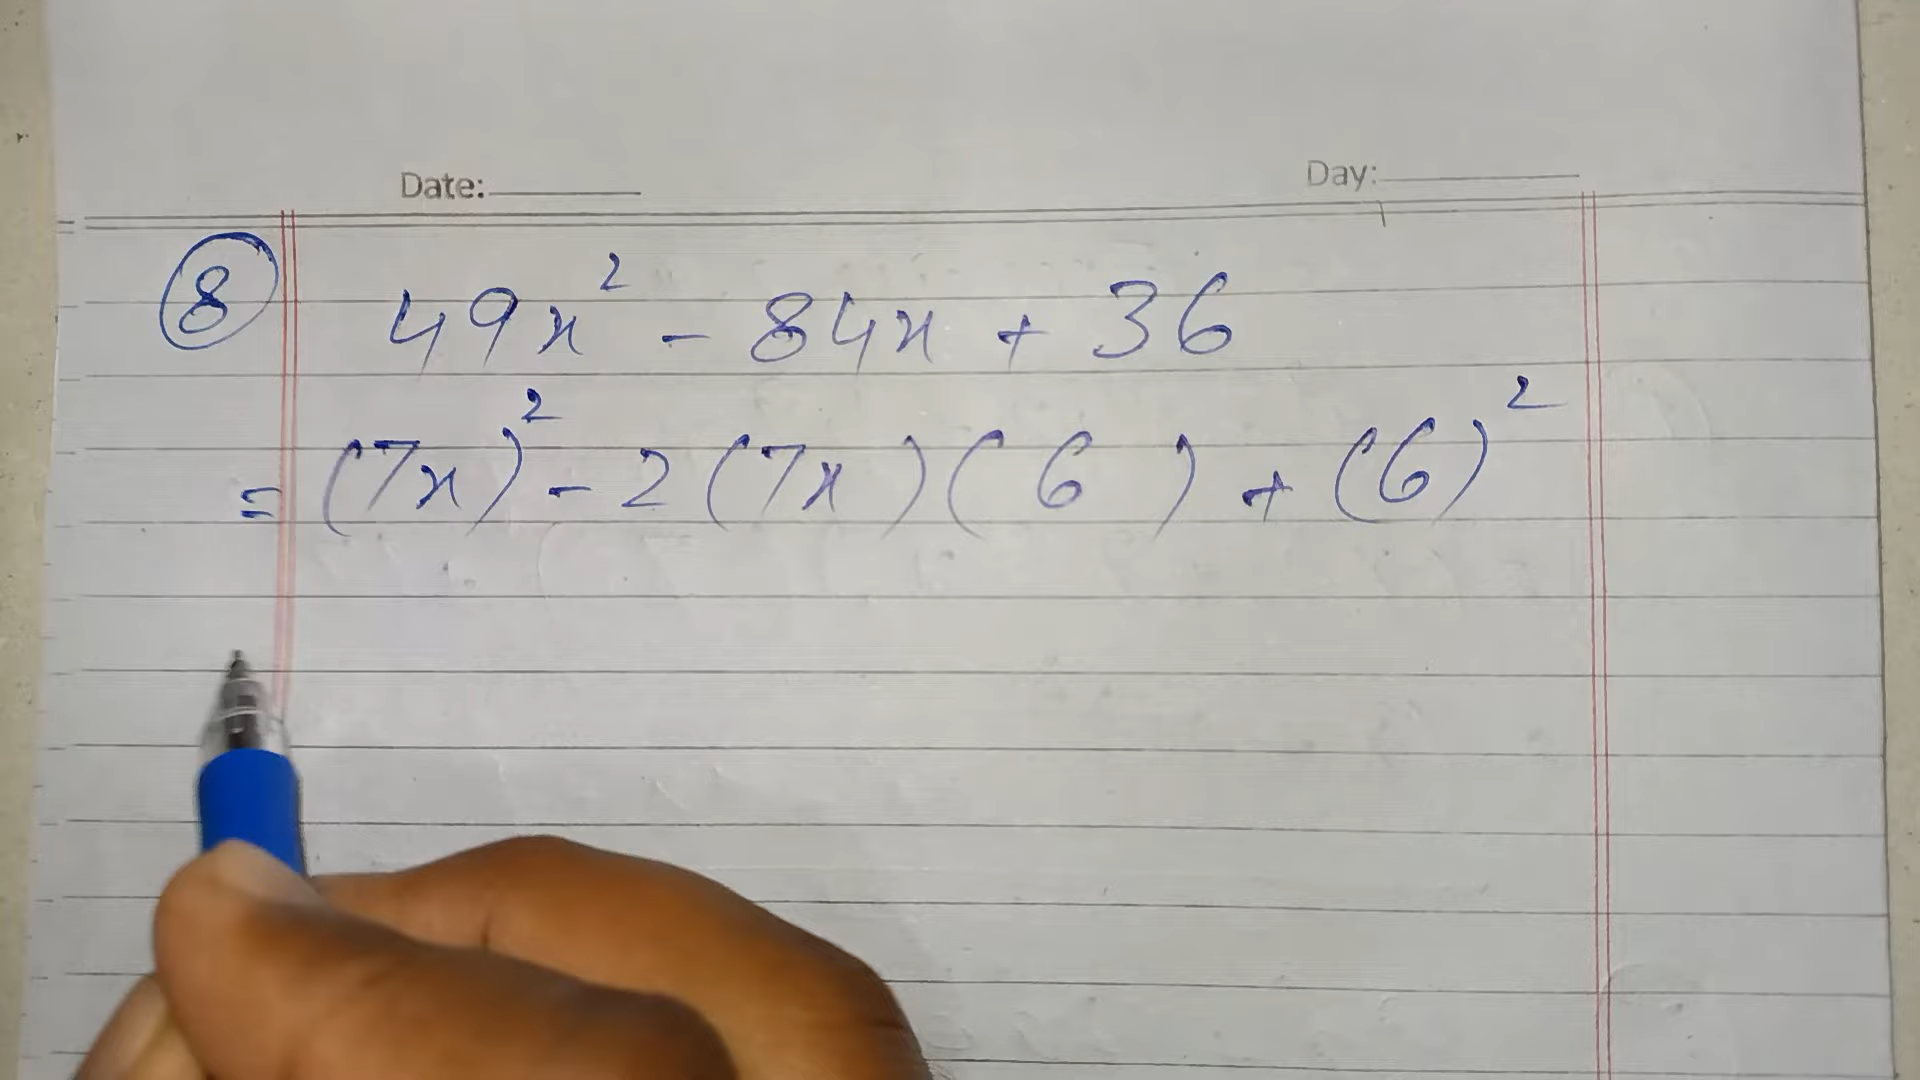 Date: Day:
8 49x² - 84x + 36
= (7x)² - 2(7x)(6) + (6)²